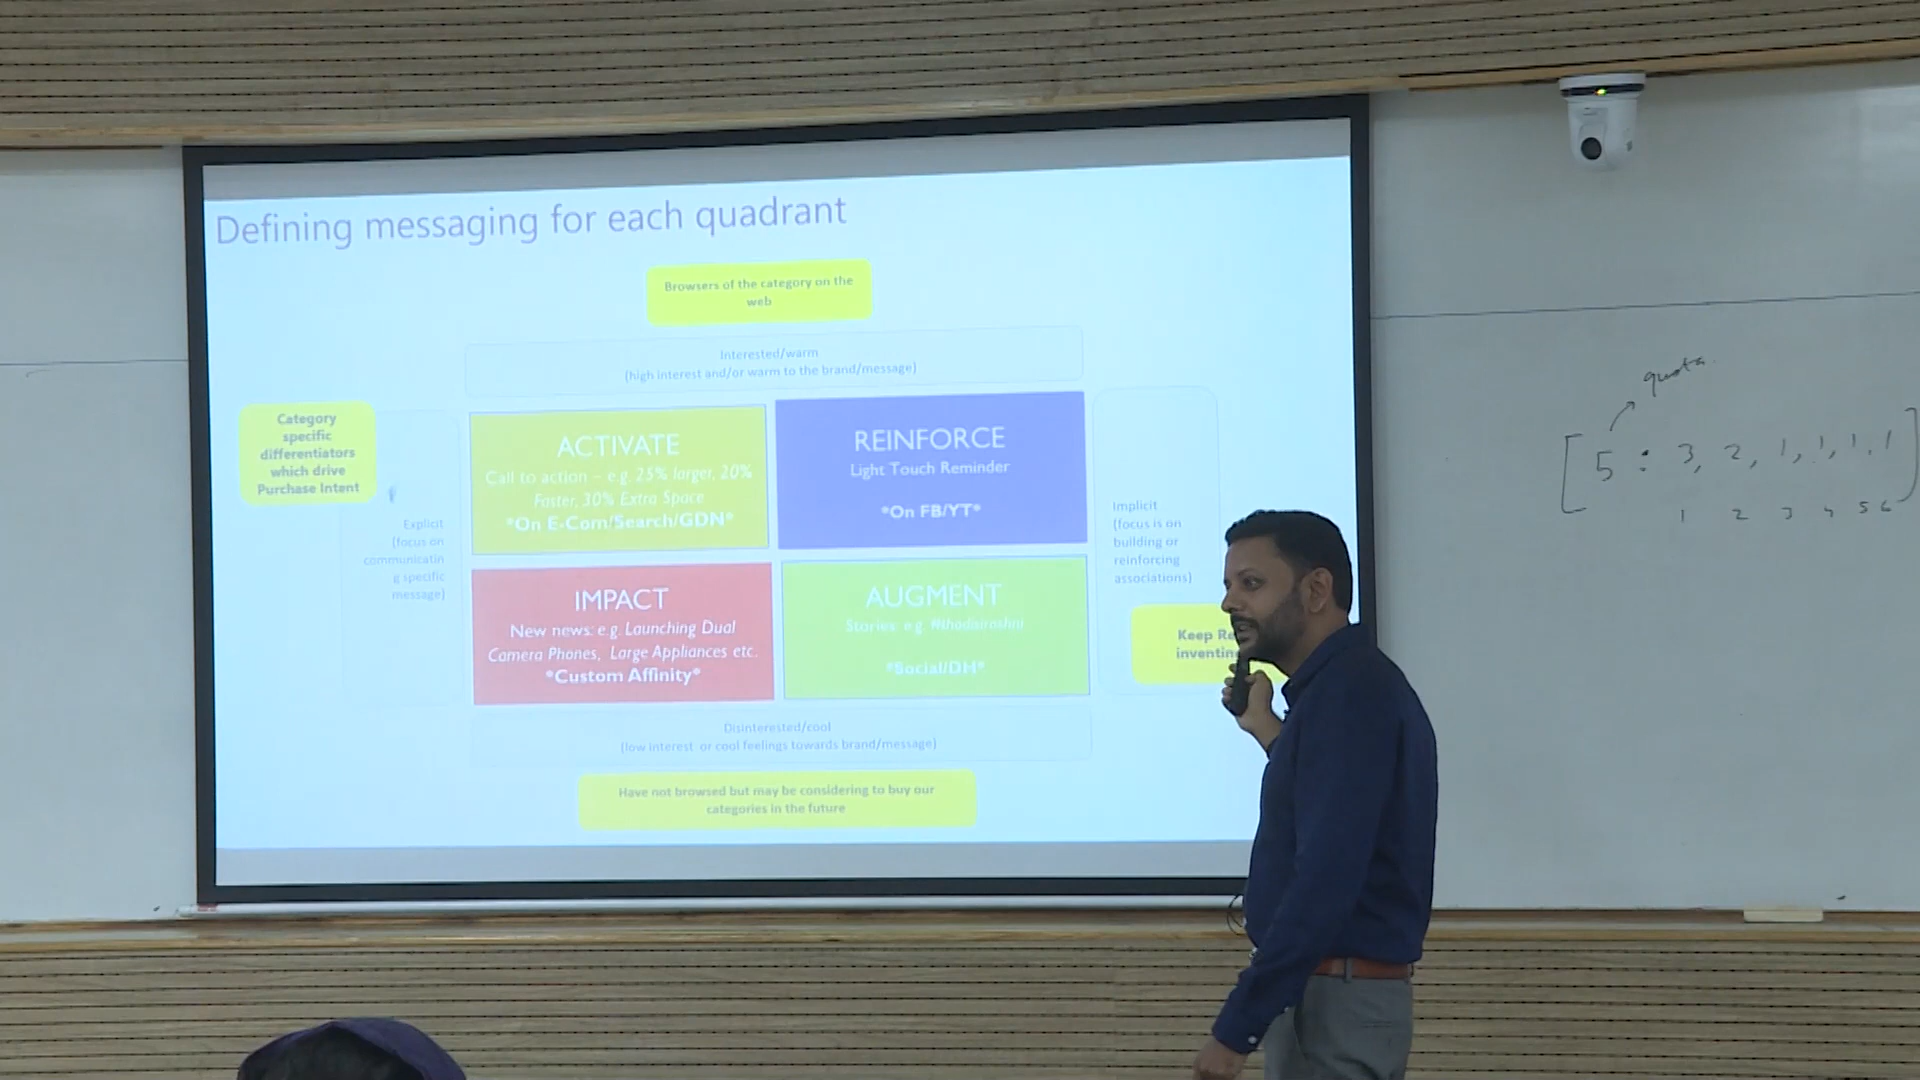 Defining messaging for each quadrant
Browsers of the category on the
web
Interested/warm
(high interest and/or warm to the brand/message)
Category
specific
differentiators
which drive
Purchase Intent
Explicit
(focus on
communicatin
g specific
message)
ACTIVATE
Call to action – e.g. 25% larger, 20%
Faster, 30% Extra Space
*On E-Com/Search/GDN*
REINFORCE
Light Touch Reminder
*On FB/YT*
IMPACT
New news: e.g. Launching Dual
Camera Phones, Large Appliances etc.
*Custom Affinity*
AUGMENT
Stories: e.g.
*Social/DH*
Implicit
(focus is on
building or
reinforcing
associations)
Keep Re
inventin
Disinterested/cool
(low interest or cool feelings towards brand/message)
Have not browsed but may be considering to buy our
categories in the future
quota
[5 : 3, 2, 1, 1, 1, 1]
1 2 3 4 5 6